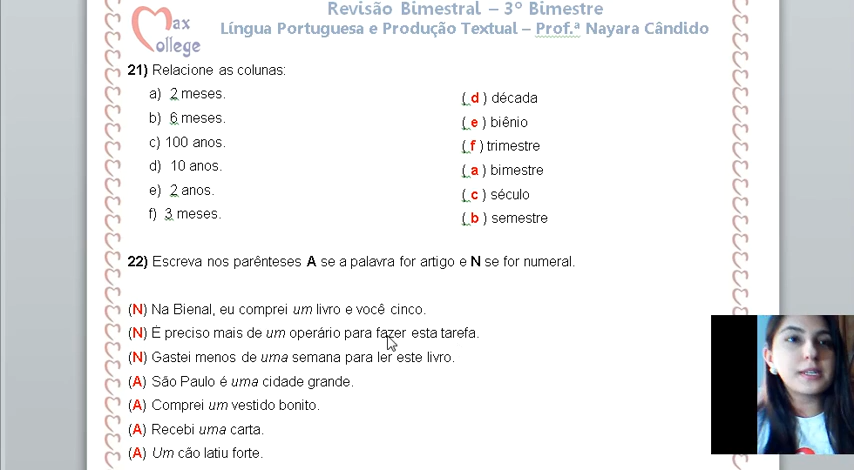 Revisão Bimestral – 3º Bimestre
Língua Portuguesa e Produção Textual – Prof.ª Nayara Cândido
Max
College
21) Relacione as colunas:
a) 2 meses.
b) 6 meses.
c) 100 anos.
d) 10 anos.
e) 2 anos.
f) 3 meses.
( d ) década
( e ) biênio
( f ) trimestre
( a ) bimestre
( c ) século
( b ) semestre
22) Escreva nos parênteses A se a palavra for artigo e N se for numeral.
(N) Na Bienal, eu comprei um livro e você cinco.
(N) É preciso mais de um operário para fazer esta tarefa.
(N) Gastei menos de uma semana para ler este livro.
(A) São Paulo é uma cidade grande.
(A) Comprei um vestido bonito.
(A) Recebi uma carta.
(A) Um cão latiu forte.